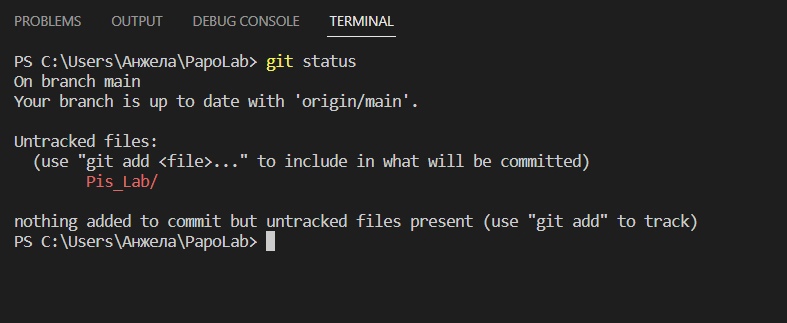 PROBLEMS OUTPUT DEBUG CONSOLE TERMINAL
PS C:\Users\Анжела\PapoLab> git status
On branch main
Your branch is up to date with 'origin/main'.
Untracked files:
(use "git add <file>..." to include in what will be committed)
Pis_Lab/
nothing added to commit but untracked files present (use "git add" to track)
PS C:\Users\Анжела\PapoLab>